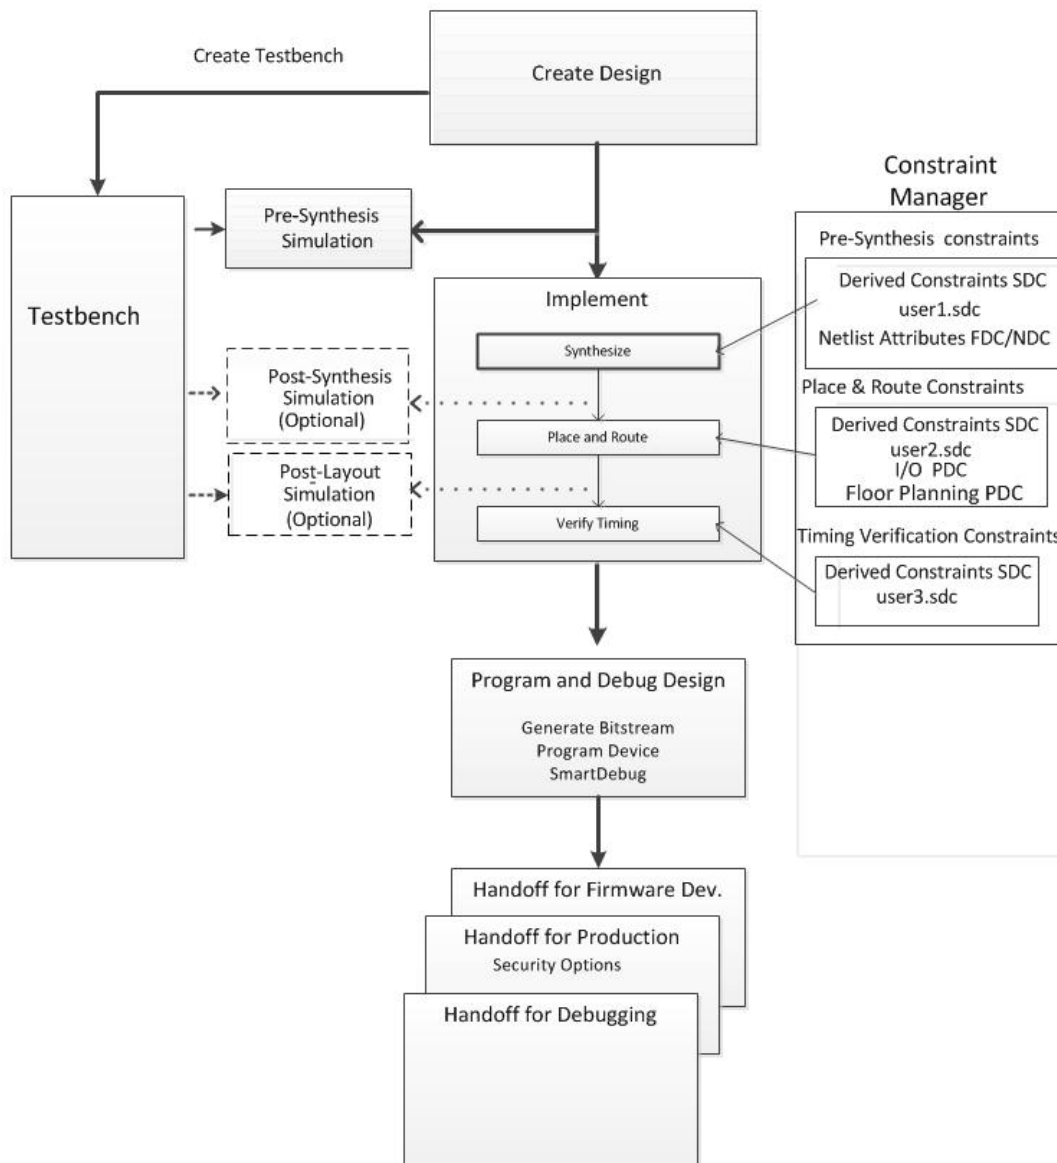 Create Testbench
Create Design
Constraint
Manager
Pre-Synthesis
Simulation
Pre-Synthesis constraints
Derived Constraints SDC
user1.sdc
Netlist Attributes FDC/NDC
Testbench
Implement
Synthesize
Post-Synthesis
Simulation
(Optional)
Place & Route Constraints
Derived Constraints SDC
user2.sdc
I/O PDC
Floor Planning PDC
Place and Route
Post-Layout
Simulation
(Optional)
Verify Timing
Timing Verification Constraints
Derived Constraints SDC
user3.sdc
Program and Debug Design
Generate Bitstream
Program Device
SmartDebug
Handoff for Firmware Dev.
Handoff for Production
Security Options
Handoff for Debugging